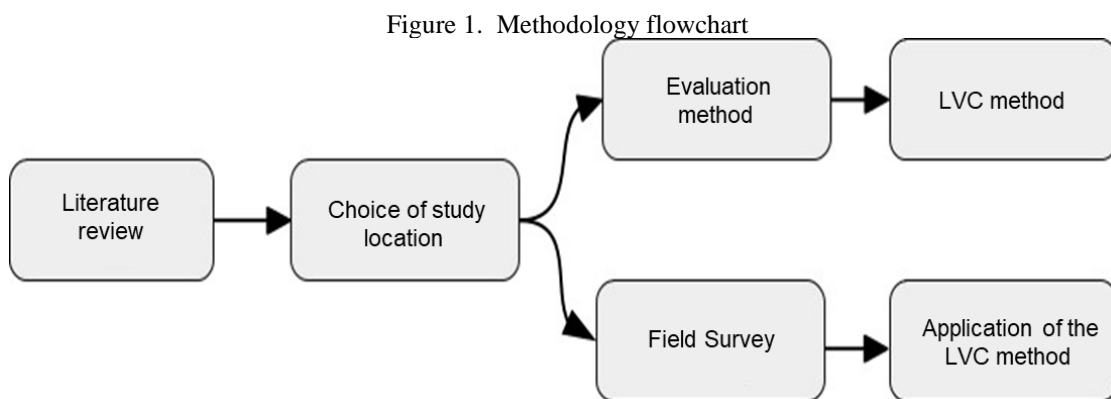 Figure 1. Methodology flowchart
Literature
review
Choice of study
location
Evaluation
method
LVC method
Field Survey
Application of the
LVC method